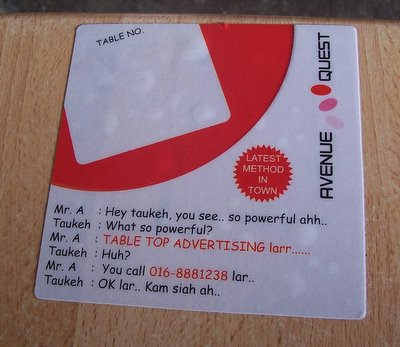 TABLE NO.
AVENUE QUEST
LATEST
METHOD
IN
TOWN
Mr. A : Hey taukeh, you see.. so powerful ahh..
Taukeh : What so powerful?
Mr. A : TABLE TOP ADVERTISING larr......
Taukeh : Huh?
Mr. A : You call 016-8881238 lar..
Taukeh : OK lar.. Kam siah ah..